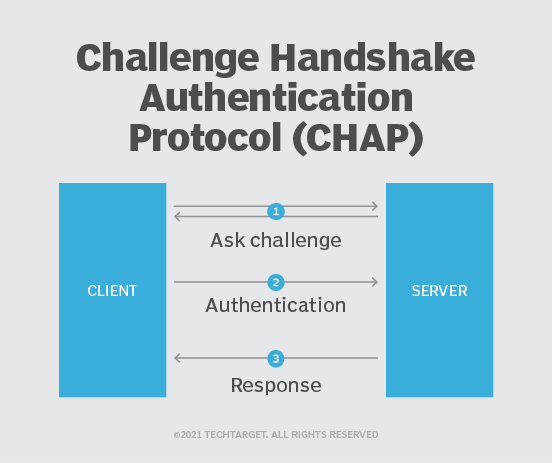 Challenge Handshake
Authentication
Protocol (CHAP)
1
Ask challenge
CLIENT
2
SERVER
Authentication
3
Response
©2021 TECHTARGET. ALL RIGHTS RESERVED